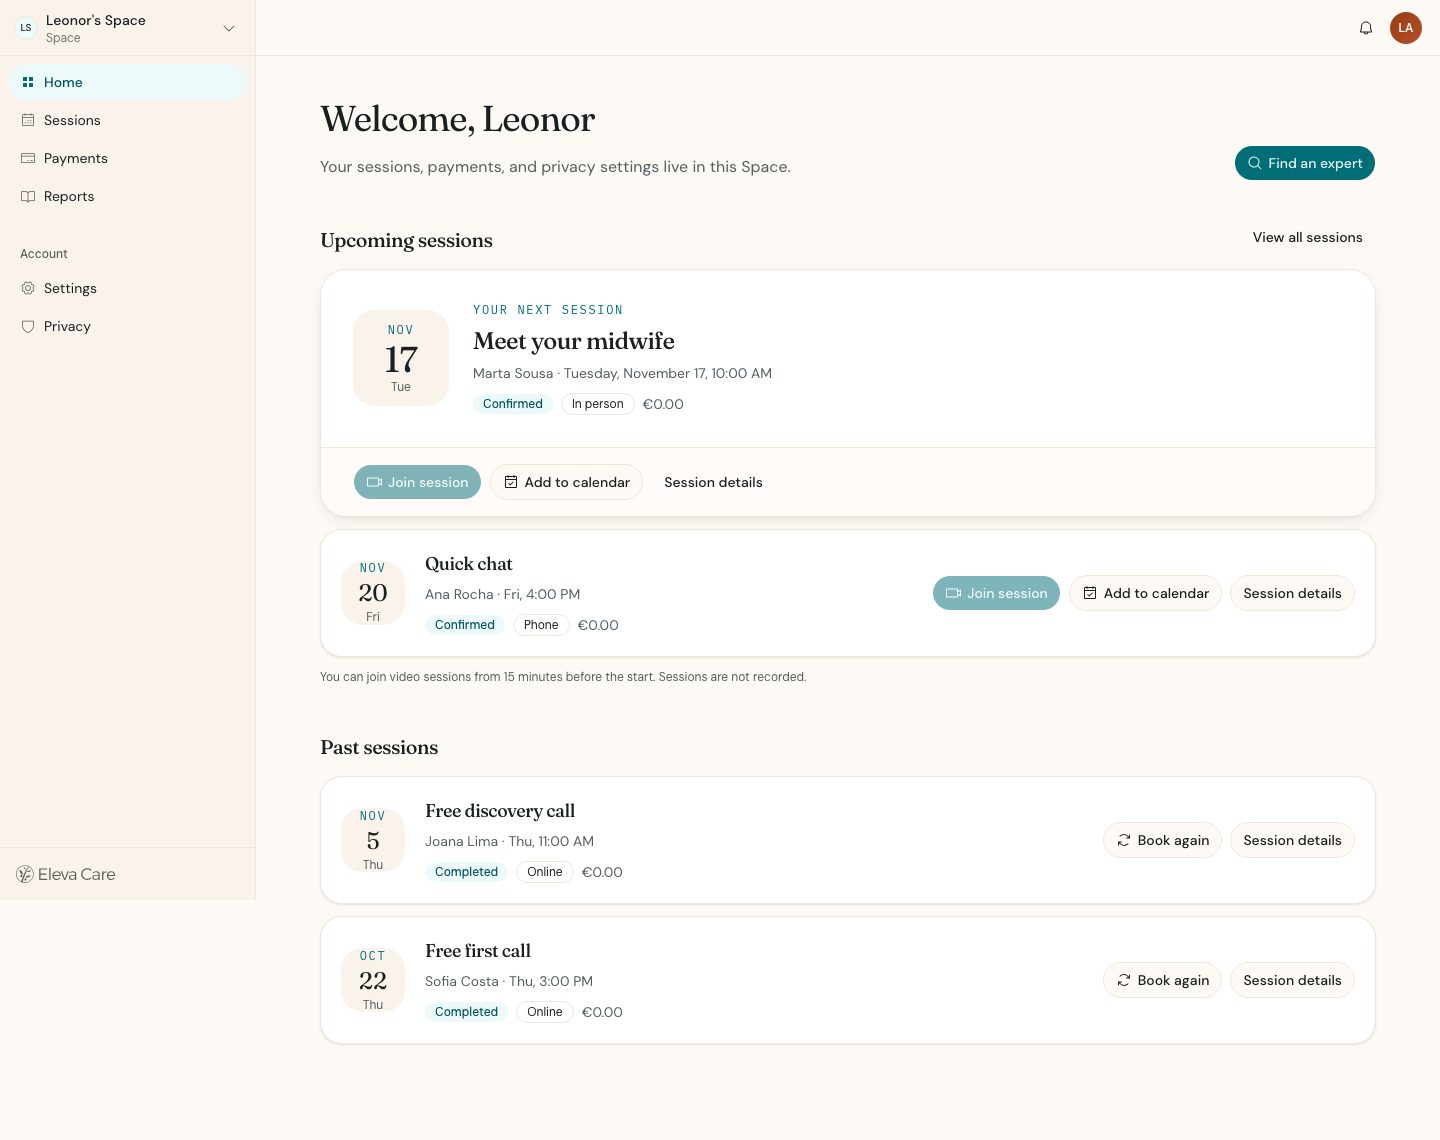 LS
Leonor's Space
Space
LA
Home
Sessions
Payments
Reports
Account
Settings
Privacy
Eleva Care
Welcome, Leonor
Your sessions, payments, and privacy settings live in this Space.
Find an expert
Upcoming sessions
View all sessions
NOV
17
Tue
YOUR NEXT SESSION
Meet your midwife
Marta Sousa · Tuesday, November 17, 10:00 AM
Confirmed In person €0.00
Join session Add to calendar Session details
NOV
20
Fri
Quick chat
Ana Rocha · Fri, 4:00 PM
Confirmed Phone €0.00
Join session Add to calendar Session details
You can join video sessions from 15 minutes before the start. Sessions are not recorded.
Past sessions
NOV
5
Thu
Free discovery call
Joana Lima · Thu, 11:00 AM
Completed Online €0.00
Book again Session details
OCT
22
Thu
Free first call
Sofia Costa · Thu, 3:00 PM
Completed Online €0.00
Book again Session details